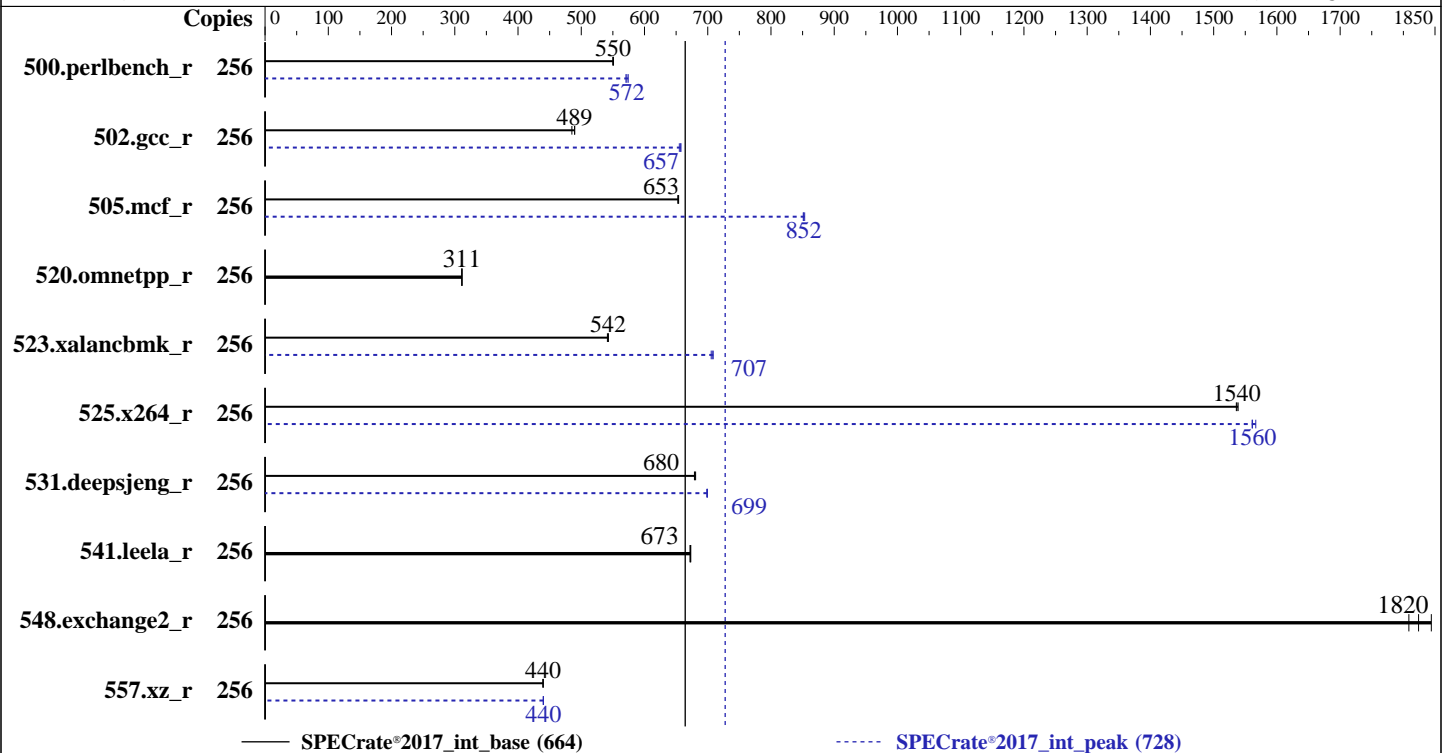 Copies 0 100 200 300 400 500 600 700 800 900 1000 1100 1200 1300 1400 1500 1600 1700 1850
500.perlbench_r 256 550
572
502.gcc_r 256 489
657
505.mcf_r 256 653
852
520.omnetpp_r 256 311
523.xalancbmk_r 256 542
707
525.x264_r 256 1540
1560
531.deepsjeng_r 256 680
699
541.leela_r 256 673
548.exchange2_r 256 1820
557.xz_r 256 440
440
SPECrate®2017_int_base (664) SPECrate®2017_int_peak (728)